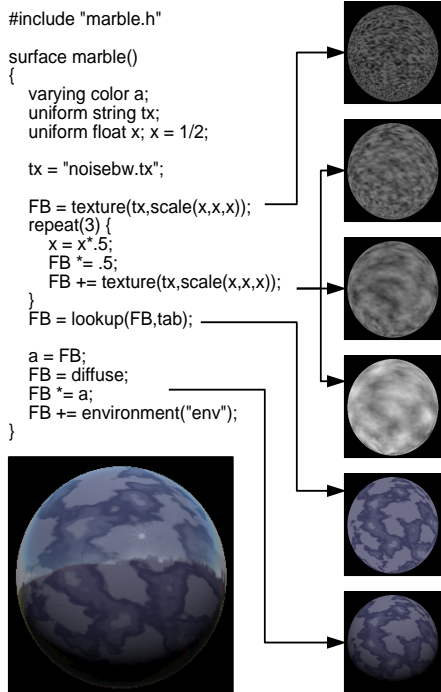 #include "marble.h"
surface marble()
{
varying color a;
uniform string tx;
uniform float x; x = 1/2;
tx = "noisebw.tx";
FB = texture(tx,scale(x,x,x));
repeat(3) {
x = x*.5;
FB *= .5;
FB += texture(tx,scale(x,x,x));
}
FB = lookup(FB,tab);
a = FB;
FB = diffuse;
FB *= a;
FB += environment("env");
}